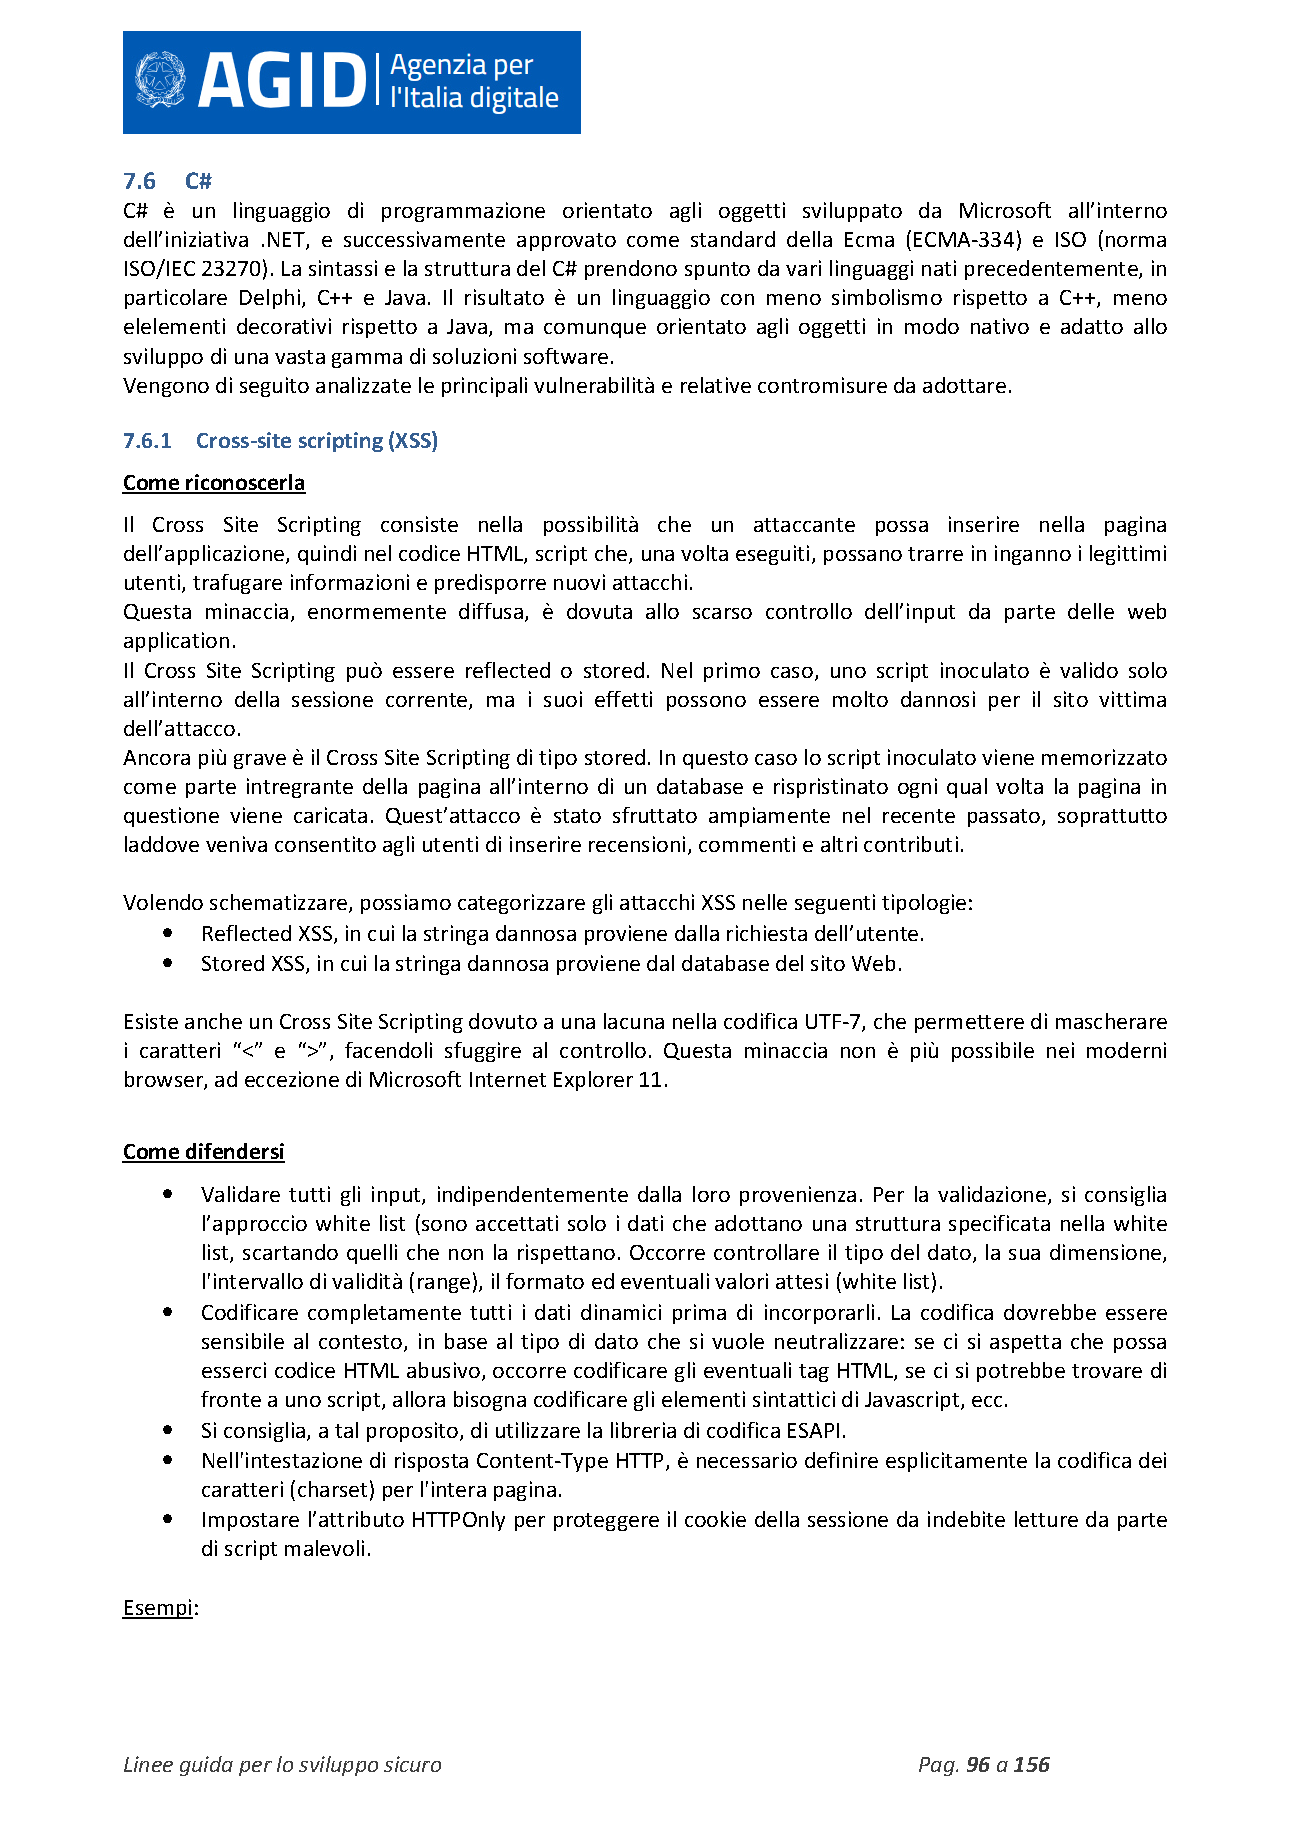 AGID
Agenzia per
l'Italia digitale
7.6 C#
C# è un linguaggio di programmazione orientato agli oggetti sviluppato da Microsoft all’interno
dell’iniziativa .NET, e successivamente approvato come standard della Ecma (ECMA-334) e ISO (norma
ISO/IEC 23270). La sintassi e la struttura del C# prendono spunto da vari linguaggi nati precedentemente, in
particolare Delphi, C++ e Java. Il risultato è un linguaggio con meno simbolismo rispetto a C++, meno
elelementi decorativi rispetto a Java, ma comunque orientato agli oggetti in modo nativo e adatto allo
sviluppo di una vasta gamma di soluzioni software.
Vengono di seguito analizzate le principali vulnerabilità e relative contromisure da adottare.
7.6.1 Cross-site scripting (XSS)
Come riconoscerla
Il Cross Site Scripting consiste nella possibilità che un attaccante possa inserire nella pagina
dell’applicazione, quindi nel codice HTML, script che, una volta eseguiti, possano trarre in inganno i legittimi
utenti, trafugare informazioni e predisporre nuovi attacchi.
Questa minaccia, enormemente diffusa, è dovuta allo scarso controllo dell’input da parte delle web
application.
Il Cross Site Scripting può essere reflected o stored. Nel primo caso, uno script inoculato è valido solo
all’interno della sessione corrente, ma i suoi effetti possono essere molto dannosi per il sito vittima
dell’attacco.
Ancora più grave è il Cross Site Scripting di tipo stored. In questo caso lo script inoculato viene memorizzato
come parte intregrante della pagina all’interno di un database e rispristinato ogni qual volta la pagina in
questione viene caricata. Quest’attacco è stato sfruttato ampiamente nel recente passato, soprattutto
laddove veniva consentito agli utenti di inserire recensioni, commenti e altri contributi.
Volendo schematizzare, possiamo categorizzare gli attacchi XSS nelle seguenti tipologie:
• Reflected XSS, in cui la stringa dannosa proviene dalla richiesta dell’utente.
• Stored XSS, in cui la stringa dannosa proviene dal database del sito Web.
Esiste anche un Cross Site Scripting dovuto a una lacuna nella codifica UTF-7, che permettere di mascherare
i caratteri “<” e “>”, facendoli sfuggire al controllo. Questa minaccia non è più possibile nei moderni
browser, ad eccezione di Microsoft Internet Explorer 11.
Come difendersi
• Validare tutti gli input, indipendentemente dalla loro provenienza. Per la validazione, si consiglia
l’approccio white list (sono accettati solo i dati che adottano una struttura specificata nella white
list, scartando quelli che non la rispettano. Occorre controllare il tipo del dato, la sua dimensione,
l'intervallo di validità (range), il formato ed eventuali valori attesi (white list).
• Codificare completamente tutti i dati dinamici prima di incorporarli. La codifica dovrebbe essere
sensibile al contesto, in base al tipo di dato che si vuole neutralizzare: se ci si aspetta che possa
esserci codice HTML abusivo, occorre codificare gli eventuali tag HTML, se ci si potrebbe trovare di
fronte a uno script, allora bisogna codificare gli elementi sintattici di Javascript, ecc.
• Si consiglia, a tal proposito, di utilizzare la libreria di codifica ESAPI.
• Nell'intestazione di risposta Content-Type HTTP, è necessario definire esplicitamente la codifica dei
caratteri (charset) per l'intera pagina.
• Impostare l’attributo HTTPOnly per proteggere il cookie della sessione da indebite letture da parte
di script malevoli.
Esempi:
Linee guida per lo sviluppo sicuro Pag. 96 a 156